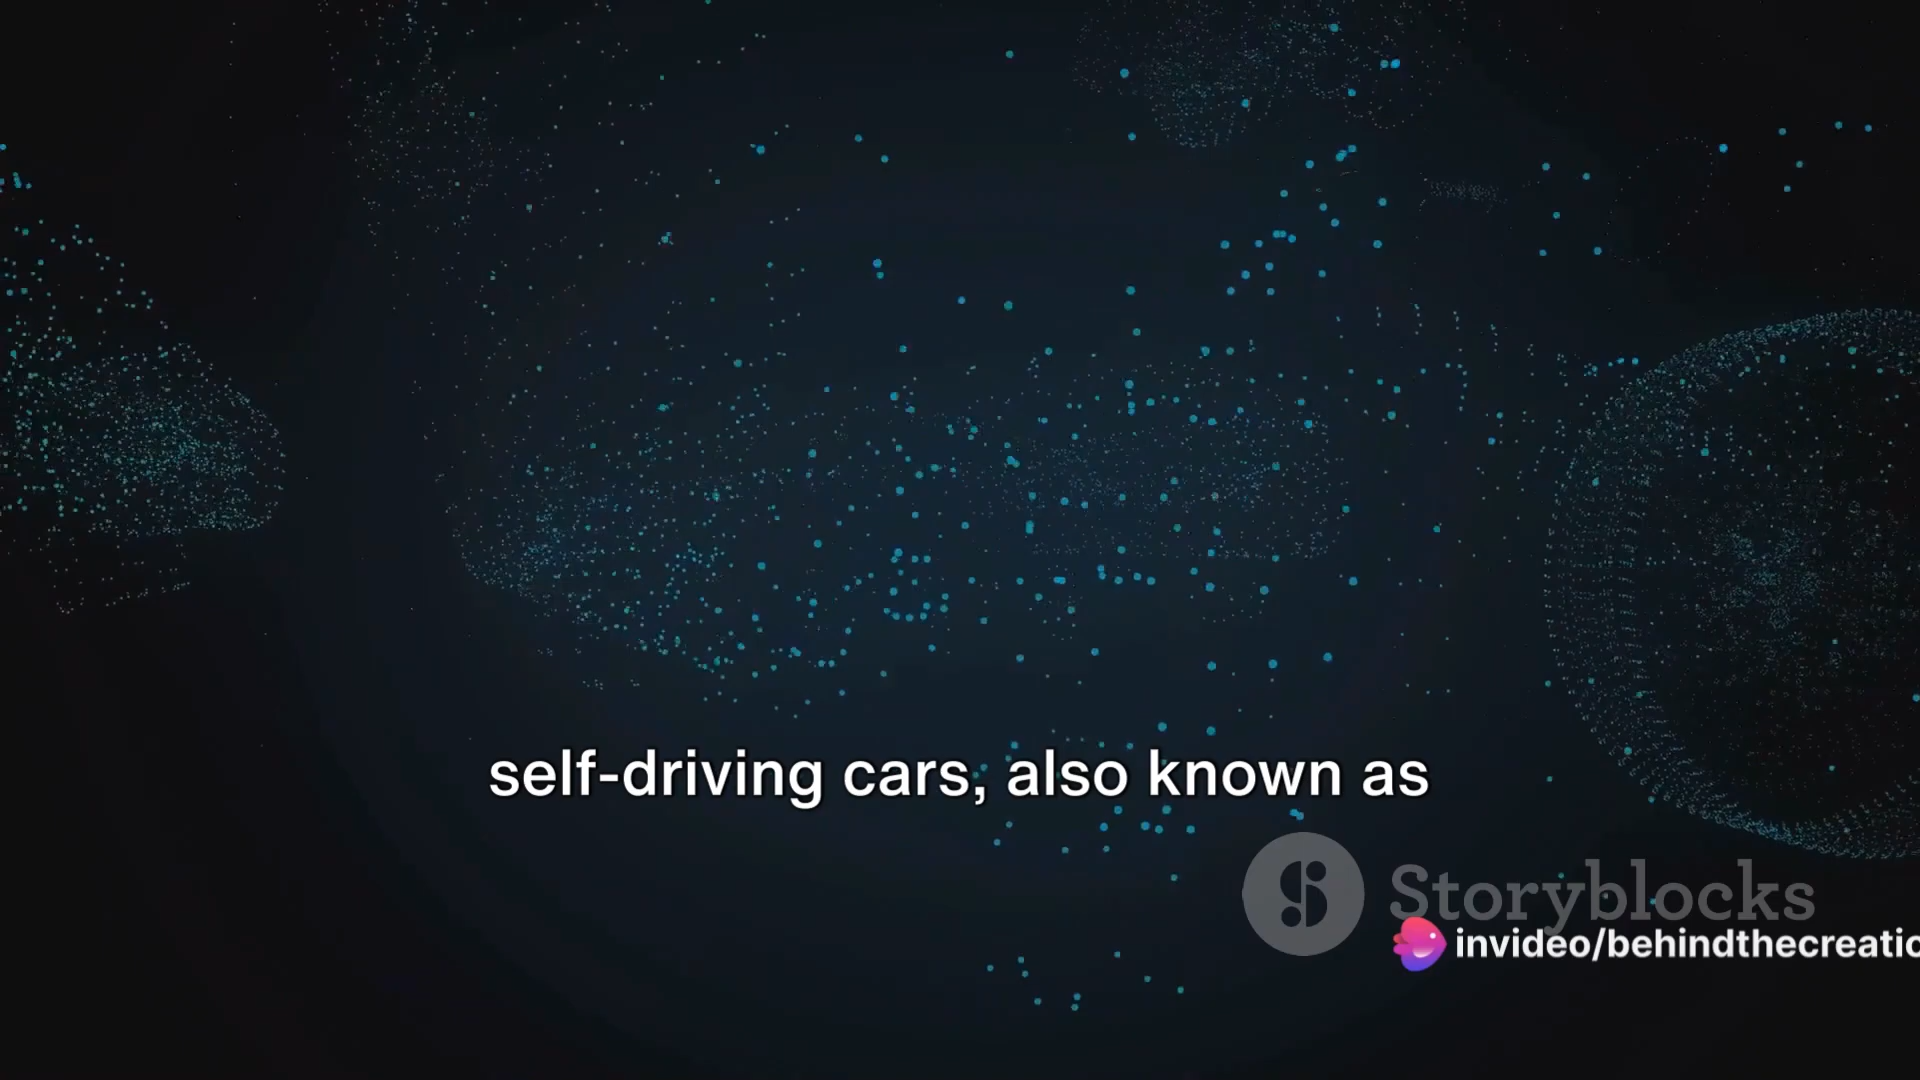 self-driving cars, also known as
Storyblocks
invideo/behindthecreatio